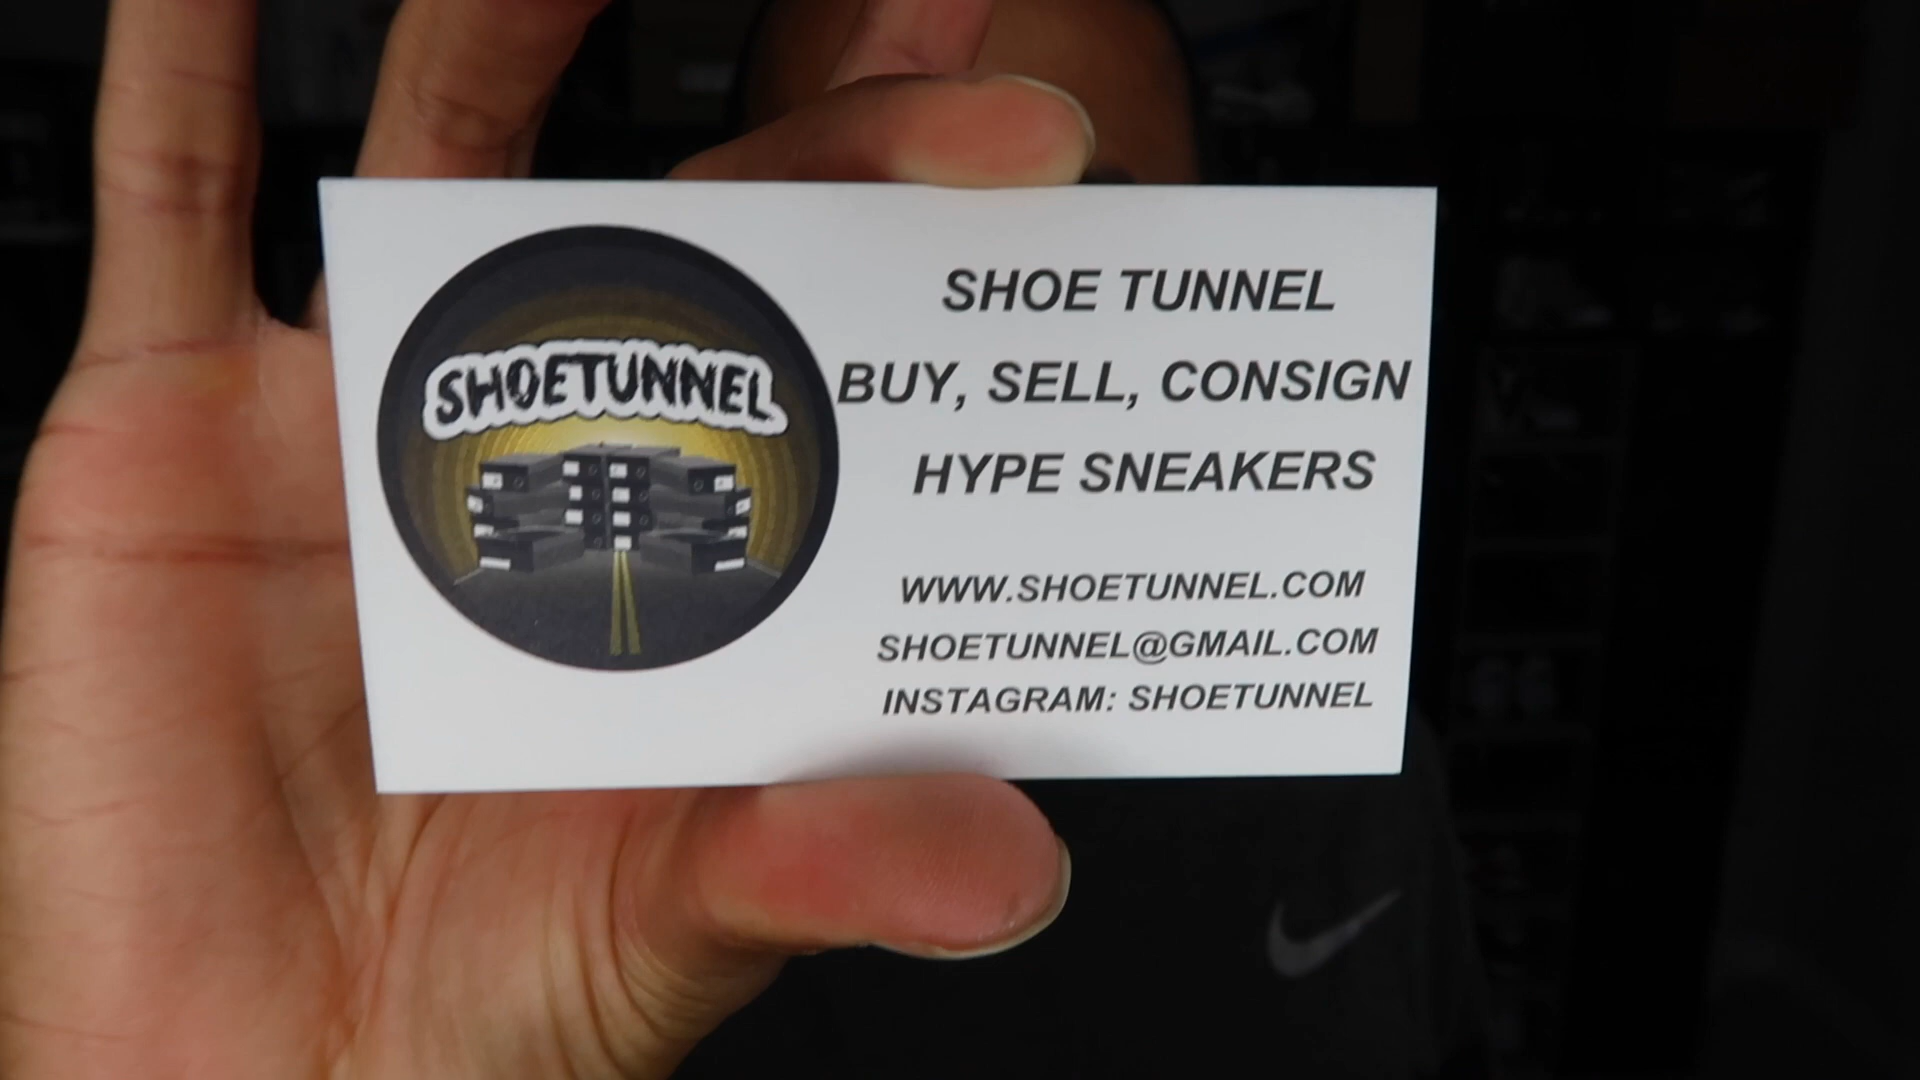 SHOETUNNEL
SHOE TUNNEL
BUY, SELL, CONSIGN
HYPE SNEAKERS
WWW.SHOETUNNEL.COM
SHOETUNNEL@GMAIL.COM
INSTAGRAM: SHOETUNNEL